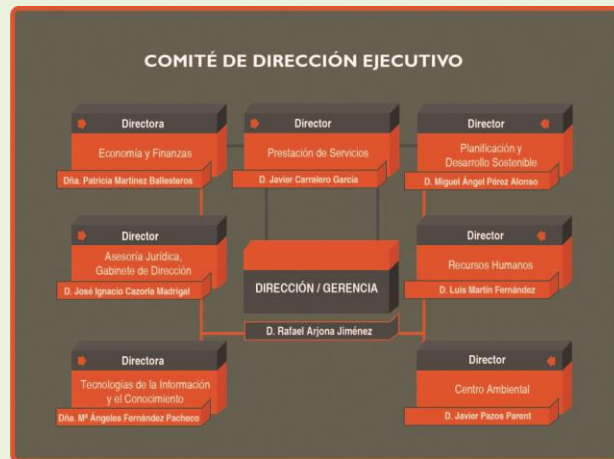 COMITÉ DE DIRECCIÓN EJECUTIVO
Directora
Economía y Finanzas
Dña. Patricia Martínez Ballesteros
Director
Prestación de Servicios
D. Javier Carralero García
Director
Planificación y
Desarrollo Sostenible
D. Miguel Ángel Pérez Alonso
Director
Asesoría Jurídica,
Gabinete de Dirección
D. José Ignacio Cazorla Madrigal
DIRECCIÓN / GERENCIA
D. Rafael Arjona Jiménez
Director
Recursos Humanos
D. Luis Martín Fernández
Directora
Tecnologías de la Información
y el Conocimiento
Dña. Mª Ángeles Fernández Pacheco
Director
Centro Ambiental
D. Javier Pazos Parent